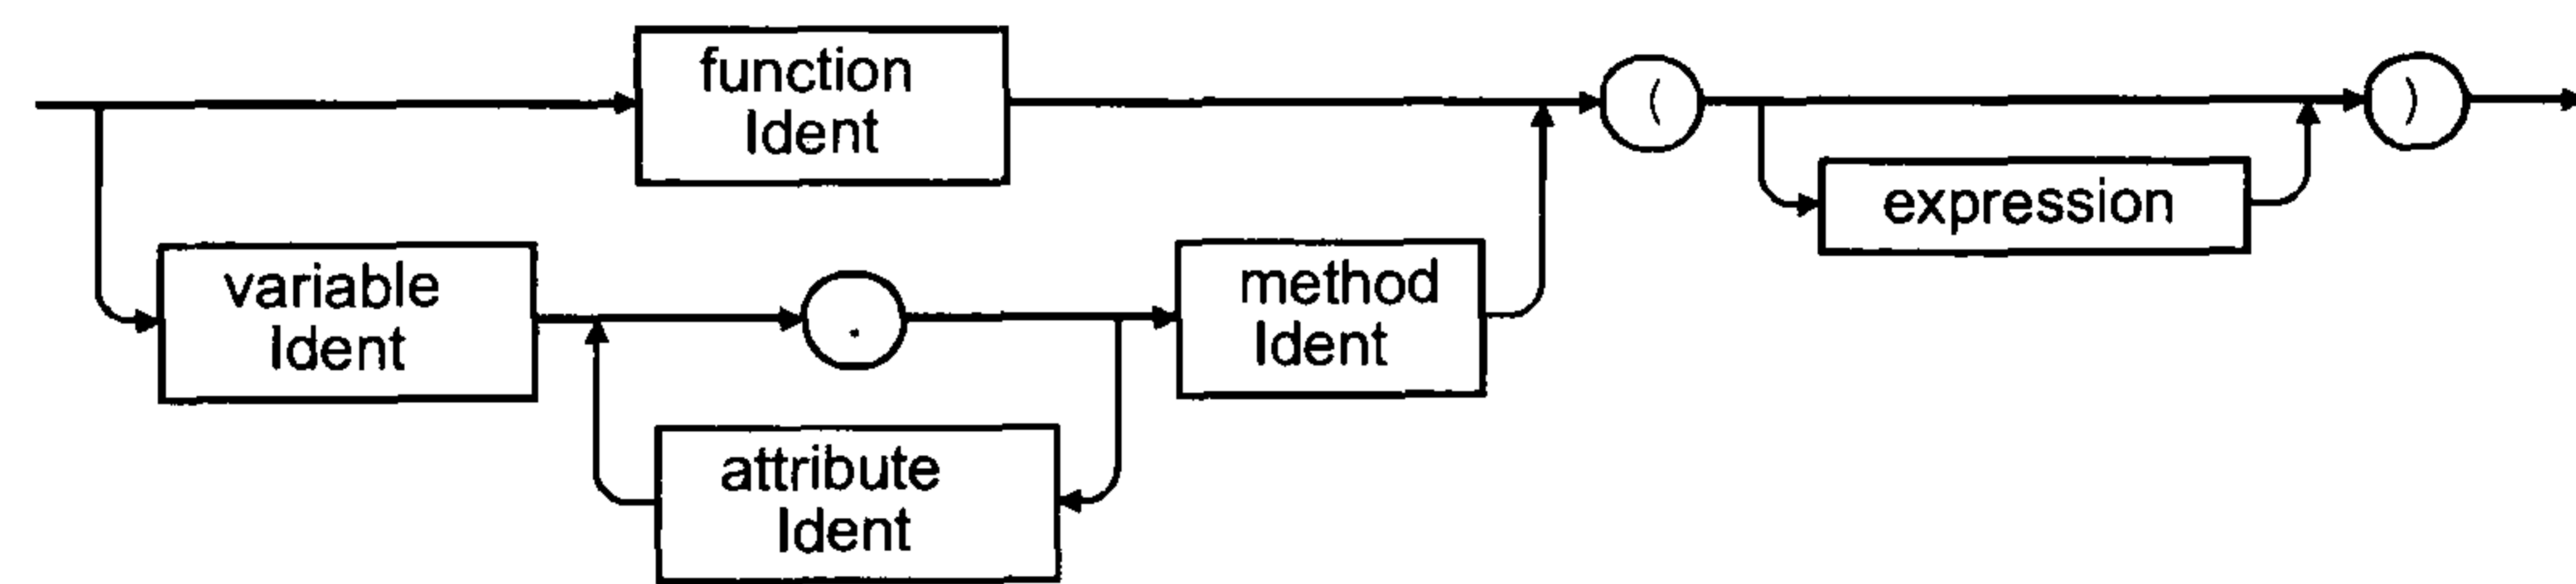 function
Ident
(
)
expression
variable
Ident
.
method
Ident
attribute
Ident